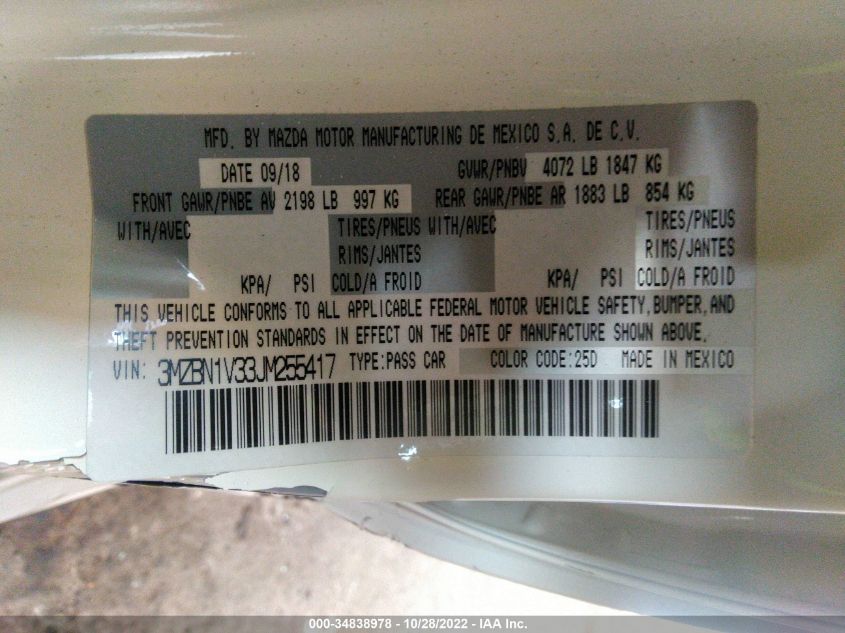 MFD. BY MAZDA MOTOR MANUFACTURING DE MEXICO S.A. DE C.V.
DATE 09/18 GVWR/PNBV 4072 LB 1847 KG
FRONT GAWR/PNBE AV 2198 LB 997 KG REAR GAWR/PNBE AR 1883 LB 854 KG
WITH/AVEC TIRES/PNEUS WITH/AVEC TIRES/PNEUS
RIMS/JANTES RIMS/JANTES
KPA/ PSI COLD/A FROID KPA/ PSI COLD/A FROID
THIS VEHICLE CONFORMS TO ALL APPLICABLE FEDERAL MOTOR VEHICLE SAFETY, BUMPER, AND
THEFT PREVENTION STANDARDS IN EFFECT ON THE DATE OF MANUFACTURE SHOWN ABOVE.
VIN: 3MZBN1V33JM255417 TYPE:PASS CAR COLOR CODE:25D MADE IN MEXICO
000-34838978 - 10/28/2022 - IAA Inc.